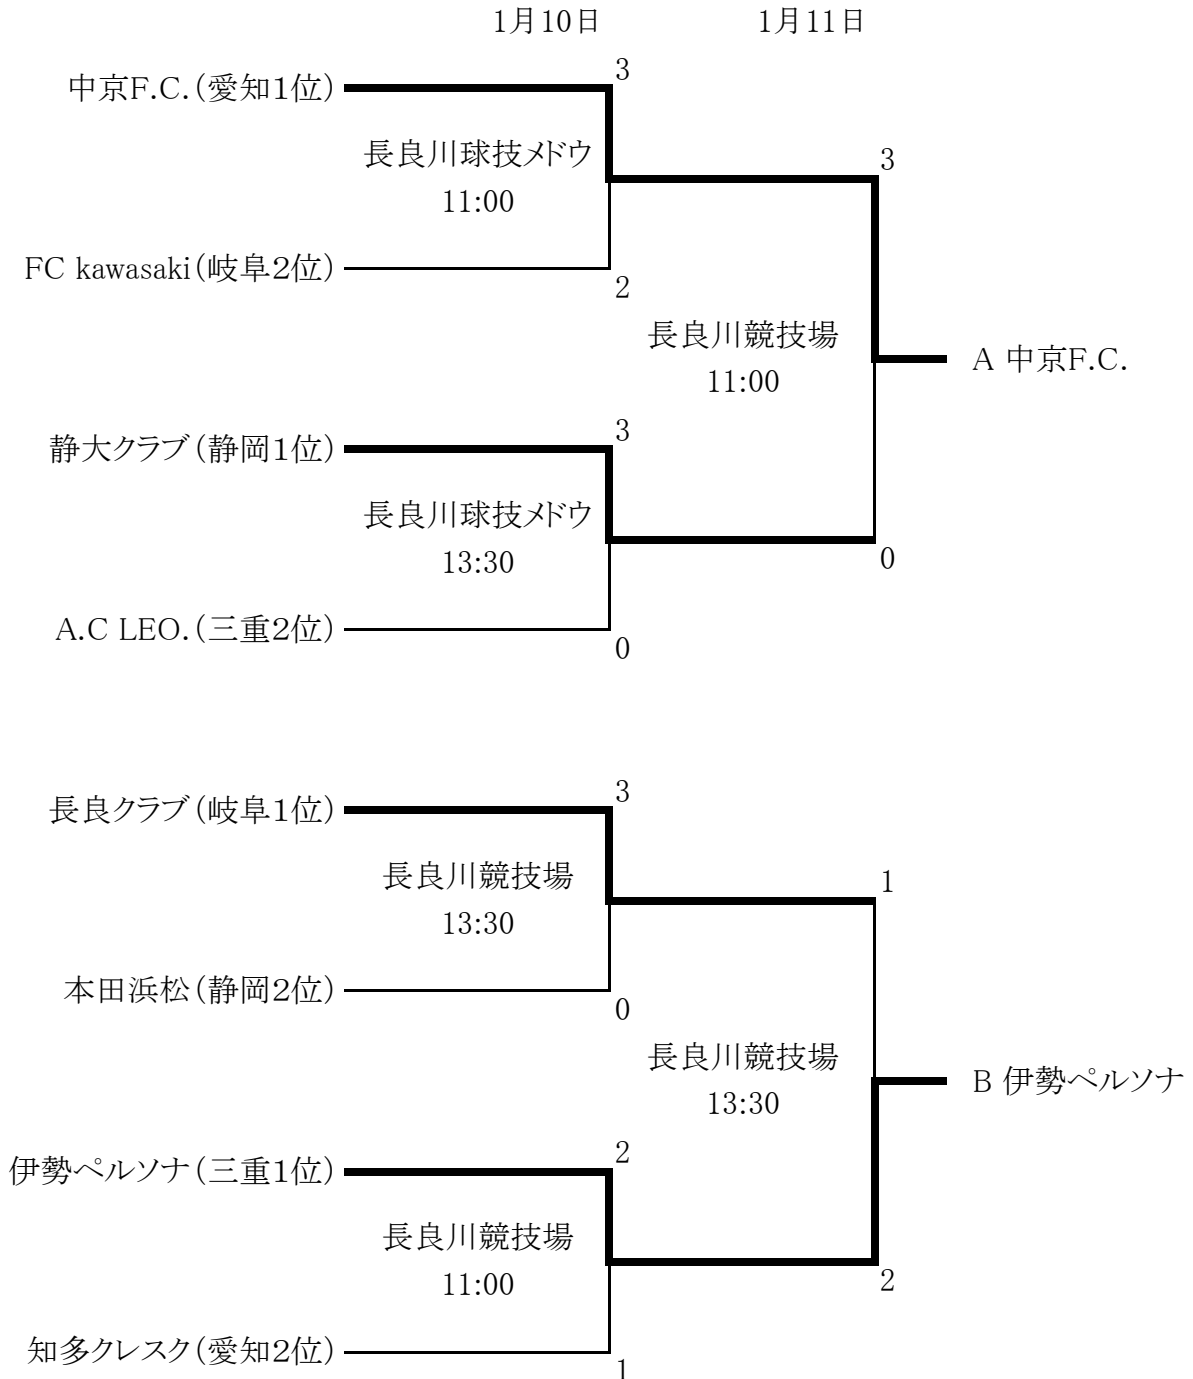 1月10日
1月11日
3
中京F.C.(愛知1位)
長良川球技メドウ
11:00
3
FC kawasaki(岐阜2位)
2
長良川競技場
11:00
A 中京F.C.
3
静大クラブ(静岡1位)
長良川球技メドウ
13:30
0
A.C LEO.(三重2位)
0
3
長良クラブ(岐阜1位)
長良川競技場
13:30
1
本田浜松(静岡2位)
0
長良川競技場
13:30
B 伊勢ペルソナ
2
伊勢ペルソナ(三重1位)
長良川競技場
11:00
2
知多クレスク(愛知2位)
1